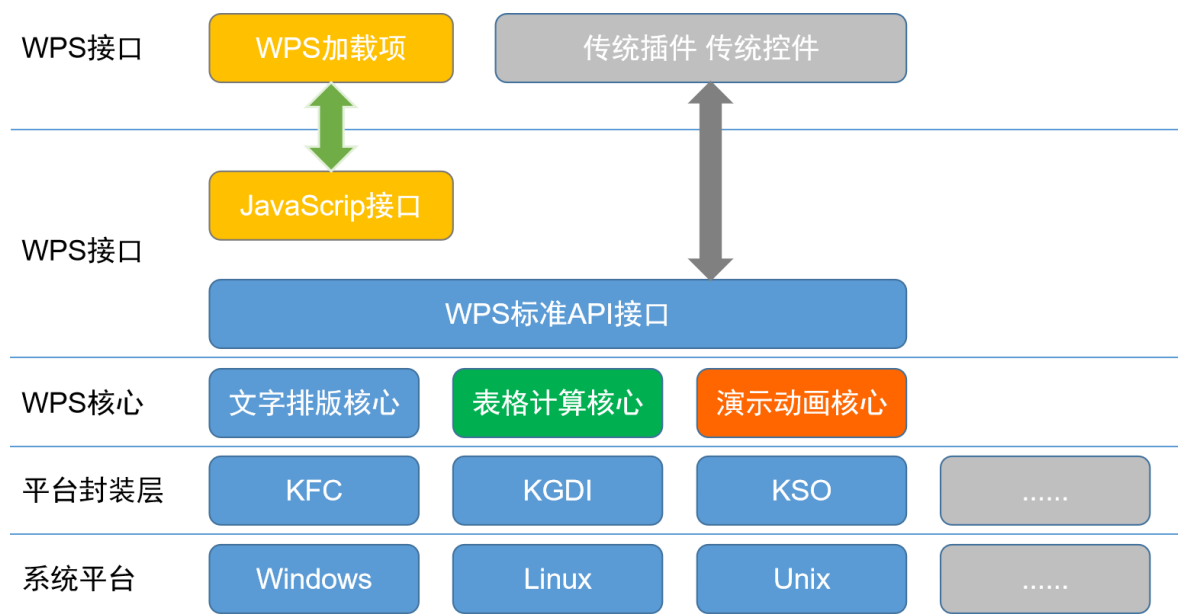 WPS接口
WPS加载项
传统插件 传统控件
WPS接口
JavaScrip接口
WPS标准API接口
WPS核心
文字排版核心
表格计算核心
演示动画核心
平台封装层
KFC
KGDI
KSO
......
系统平台
Windows
Linux
Unix
......